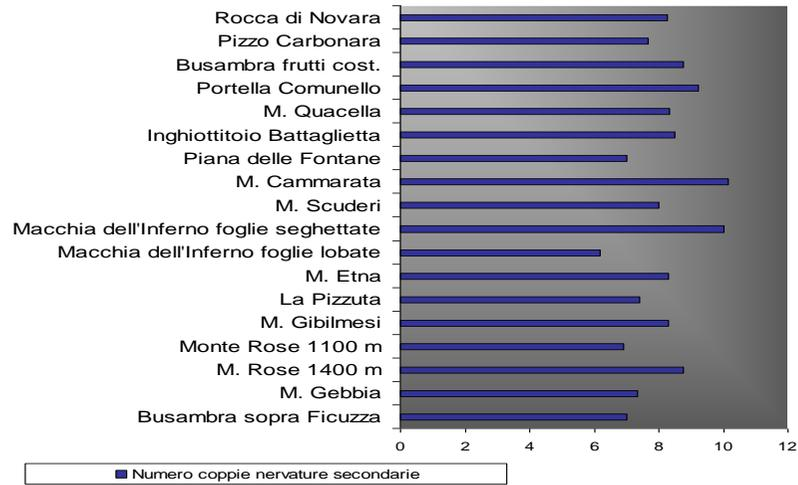 Rocca di Novara
Pizzo Carbonara
Busambra frutti cost.
Portella Comunello
M. Quacella
Inghiottitoio Battaglietta
Piana delle Fontane
M. Cammarata
M. Scuderi
Macchia dell'Inferno foglie seghettate
Macchia dell'Inferno foglie lobate
M. Etna
La Pizzuta
M. Gibilmesi
Monte Rose 1100 m
M. Rose 1400 m
M. Gebbia
Busambra sopra Ficuzza
0 2 4 6 8 10 12
Numero coppie nervature secondarie